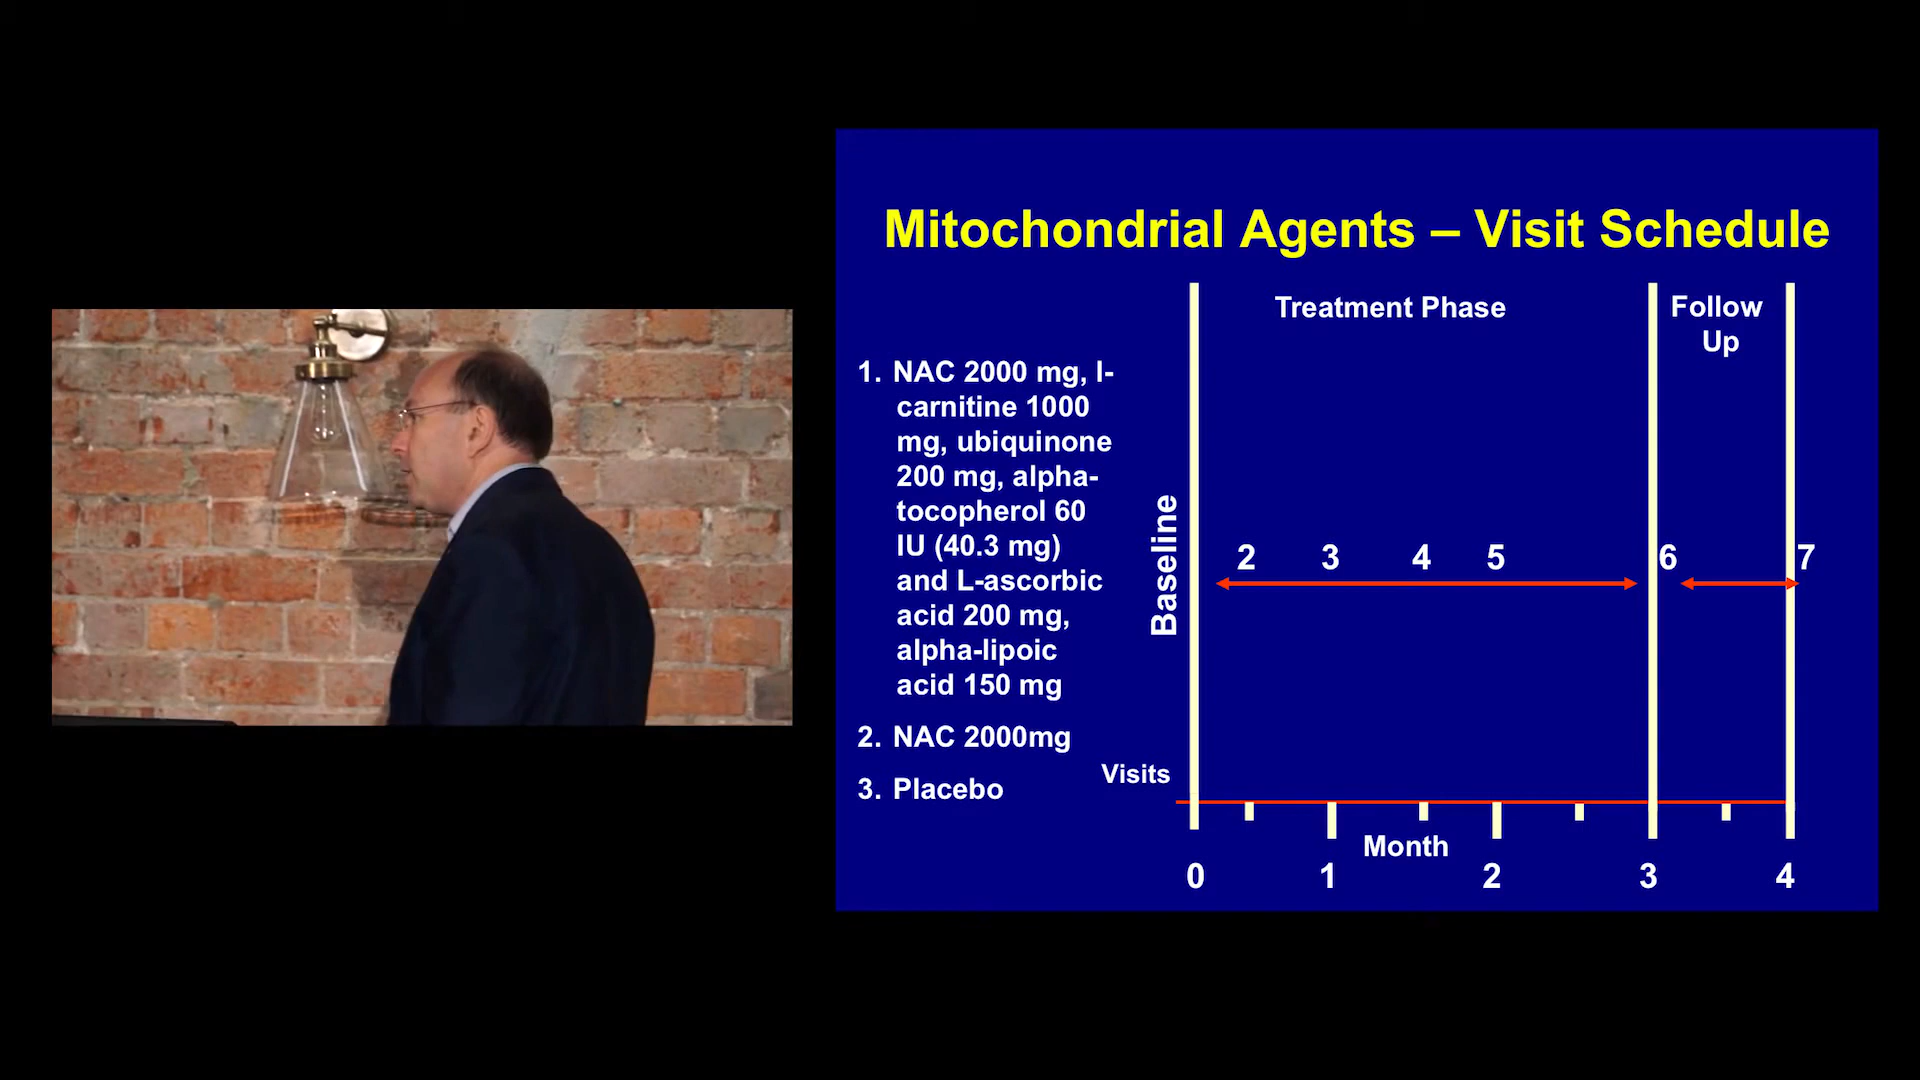 Mitochondrial Agents – Visit Schedule
Treatment Phase
Follow
Up
1. NAC 2000 mg, l-
carnitine 1000
mg, ubiquinone
200 mg, alpha-
tocopherol 60
IU (40.3 mg)
and L-ascorbic
acid 200 mg,
alpha-lipoic
acid 150 mg
2. NAC 2000mg
3. Placebo
Baseline
2 3 4 5 6 7
Visits
Month
0 1 2 3 4